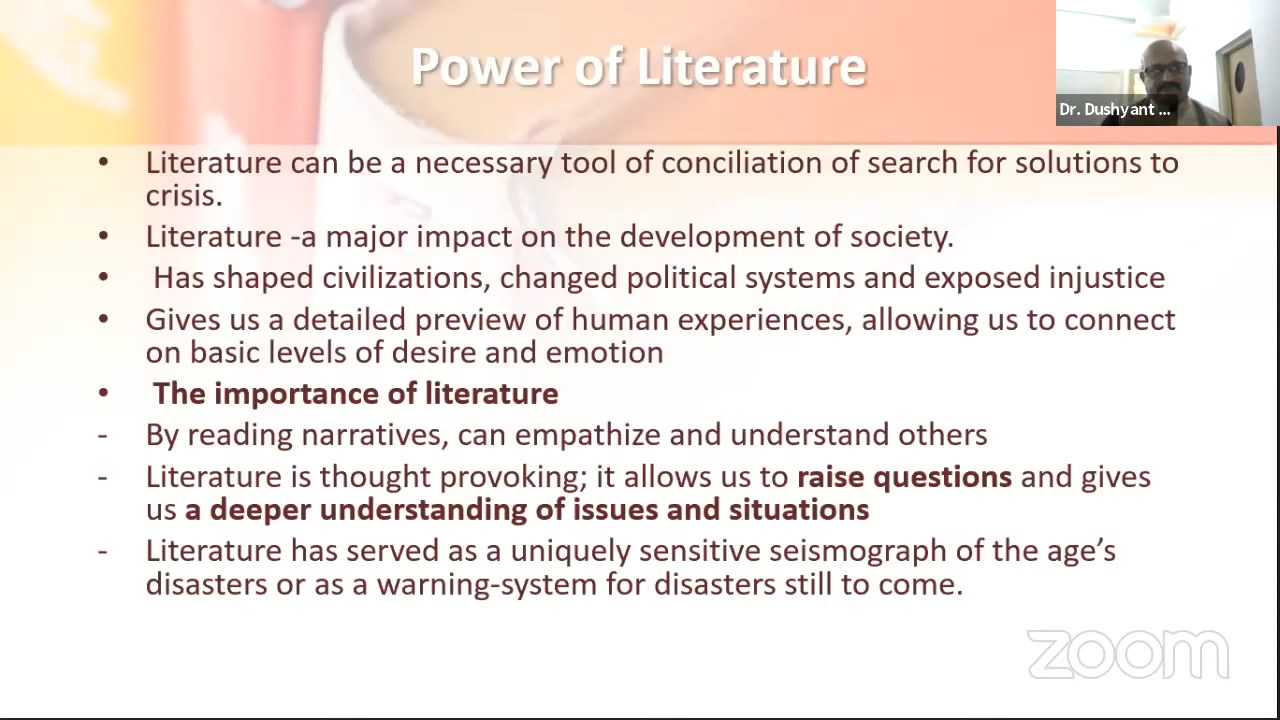 Power of Literature
Dr. Dushyant ...
• Literature can be a necessary tool of conciliation of search for solutions to
crisis.
• Literature -a major impact on the development of society.
• Has shaped civilizations, changed political systems and exposed injustice
• Gives us a detailed preview of human experiences, allowing us to connect
on basic levels of desire and emotion
• The importance of literature
- By reading narratives, can empathize and understand others
- Literature is thought provoking; it allows us to raise questions and gives
us a deeper understanding of issues and situations
- Literature has served as a uniquely sensitive seismograph of the age’s
disasters or as a warning-system for disasters still to come.
zoom